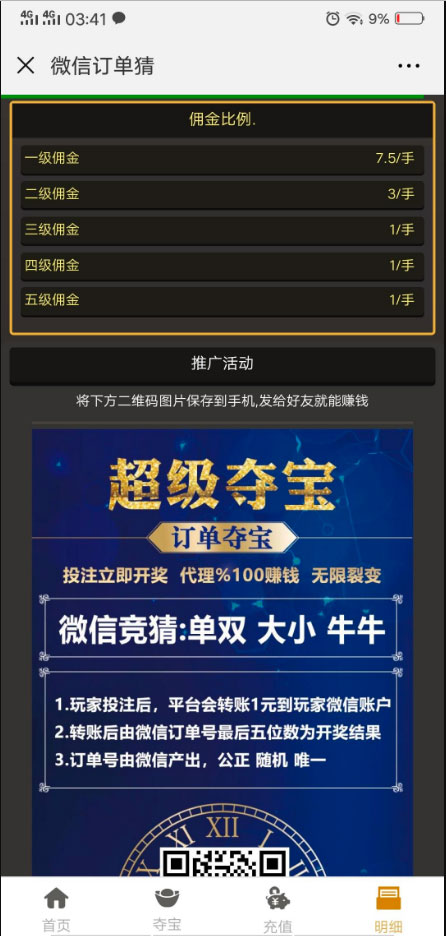 4G 4G 03:41 9%
微信订单猜
佣金比例.
一级佣金 7.5/手
二级佣金 3/手
三级佣金 1/手
四级佣金 1/手
五级佣金 1/手
推广活动
将下方二维码图片保存到手机,发给好友就能赚钱
超级夺宝
订单夺宝
投注立即开奖 代理%100赚钱 无限裂变
微信竞猜:单双 大小 牛牛
1.玩家投注后，平台会转账1元到玩家微信账户
2.转账后由微信订单号最后五位数为开奖结果
3.订单号由微信产出，公正 随机 唯一
XI XII I
首页 夺宝 充值 明细